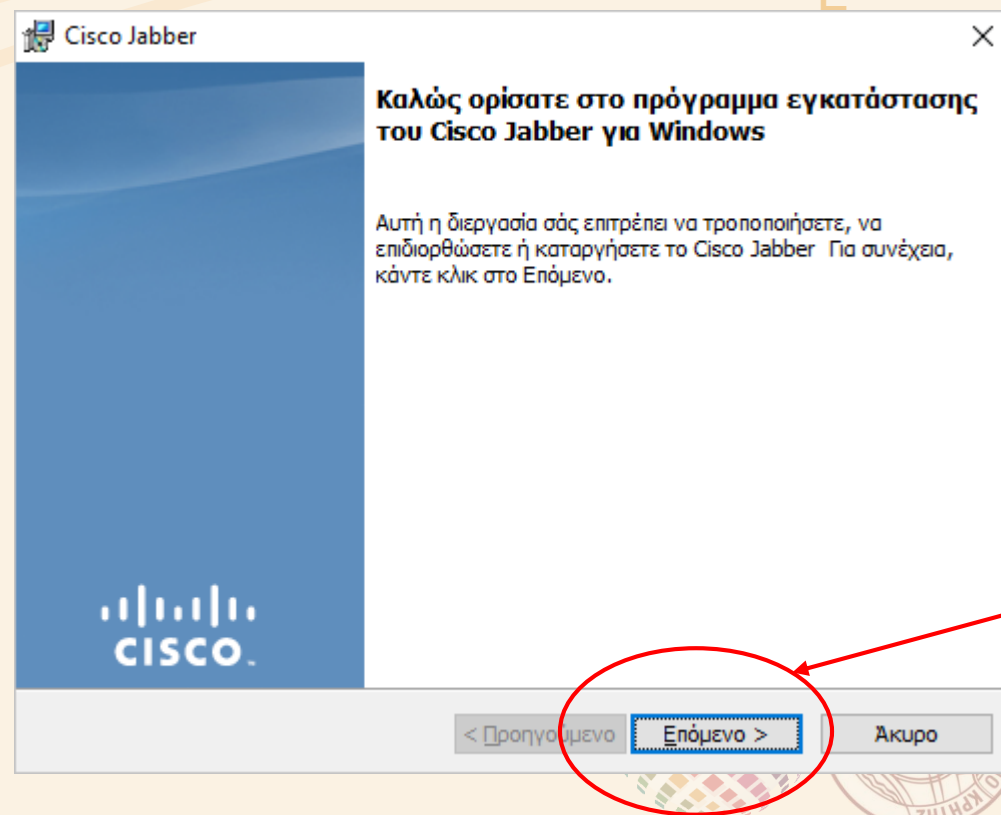 Cisco Jabber
Καλώς ορίσατε στο πρόγραμμα εγκατάστασης
του Cisco Jabber για Windows
Αυτή η διεργασία σάς επιτρέπει να τροποποιήσετε, να
επιδιορθώσετε ή καταργήσετε το Cisco Jabber Για συνέχεια,
κάντε κλικ στο Επόμενο.
CISCO.
< Προηγούμενο Επόμενο > Άκυρο